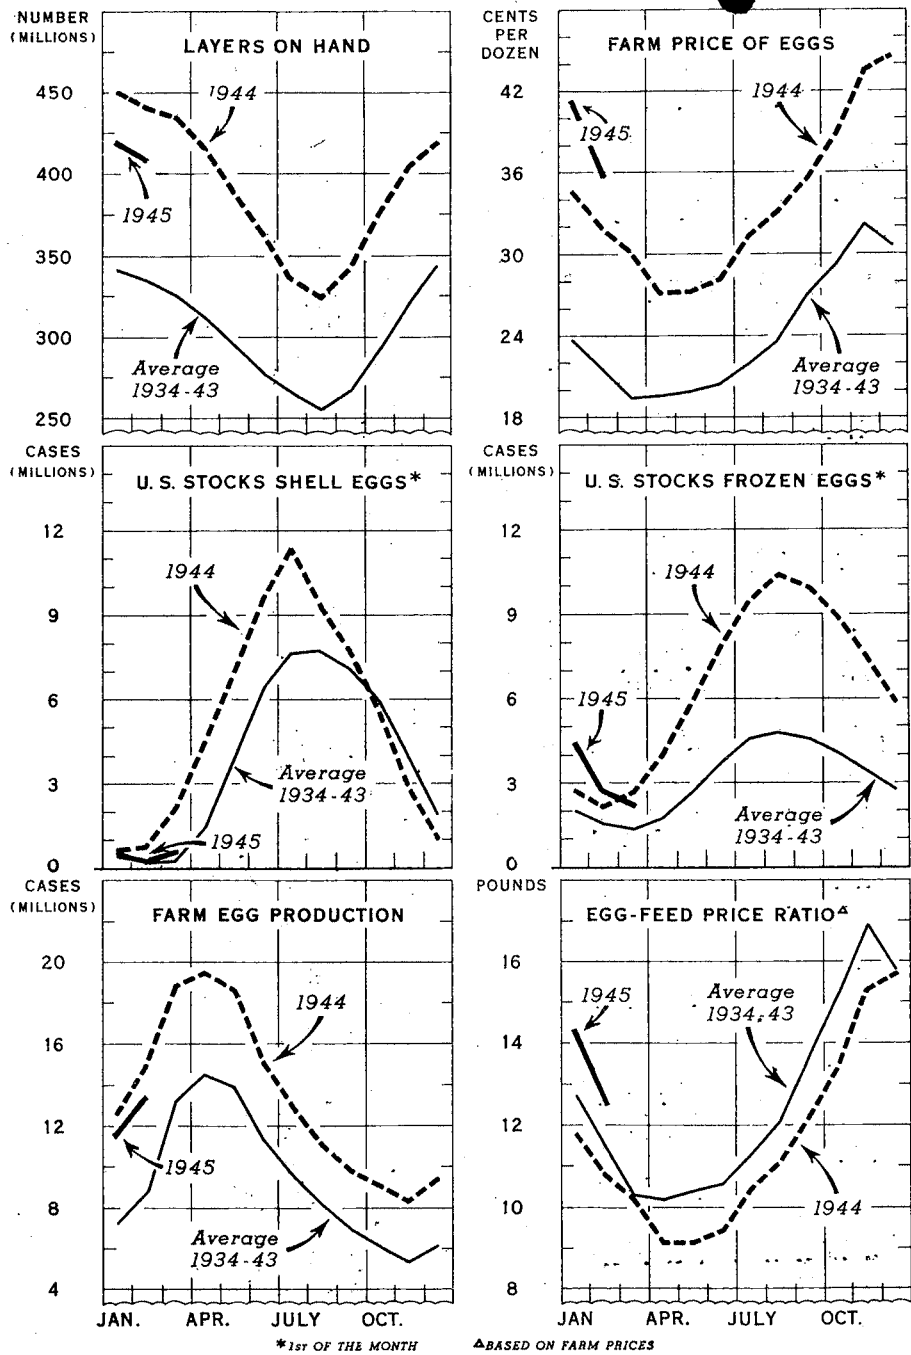 NUMBER
(MILLIONS)
LAYERS ON HAND
450
400
350
300
250
1944
1945
Average
1934-43
CENTS
PER
DOZEN
FARM PRICE OF EGGS
42
36
30
24
18
1944
1945
Average
1934-43
CASES
(MILLIONS)
U. S. STOCKS SHELL EGGS*
12
9
6
3
0
1944
Average
1934-43
1945
CASES
(MILLIONS)
U. S. STOCKS FROZEN EGGS*
12
9
6
3
0
1944
1945
Average
1934-43
CASES
(MILLIONS)
FARM EGG PRODUCTION
20
16
12
8
4
1944
1945
Average
1934-43
JAN. APR. JULY OCT.
POUNDS
EGG-FEED PRICE RATIO∆
16
14
12
10
8
1945
Average
1934-43
1944
JAN. APR. JULY OCT.
*1ST OF THE MONTH
∆BASED ON FARM PRICES